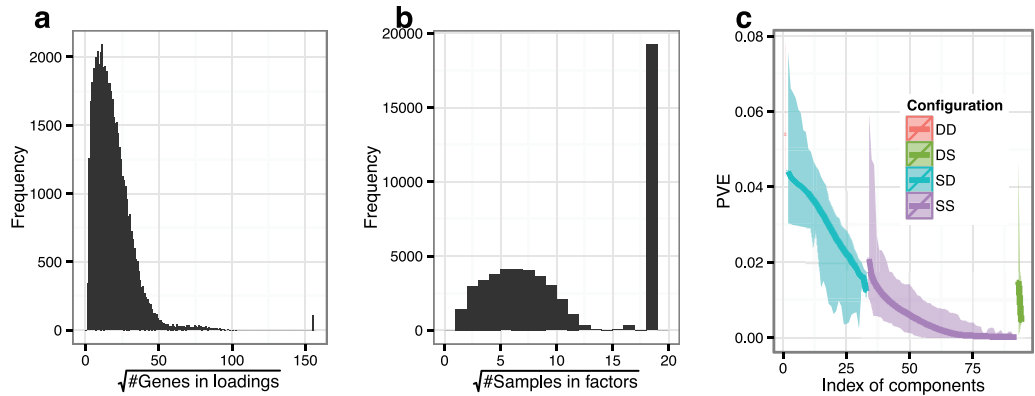 a
2000
1500
1000
500
0
Frequency
0
50
100
150
√#Genes in loadings
b
20000
15000
10000
5000
0
Frequency
0
5
10
15
20
√#Samples in factors
c
0.08
0.06
0.04
0.02
0.00
PVE
0
25
50
75
Index of components
Configuration
DD
DS
SD
SS